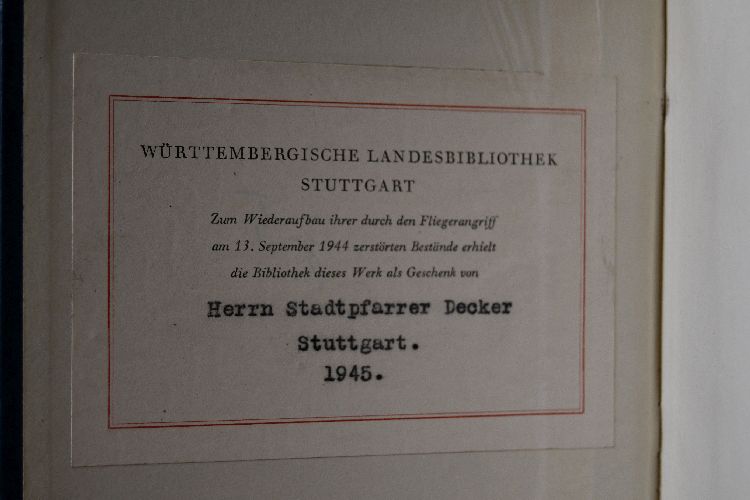 WÜRTTEMBERGISCHE LANDESBIBLIOTHEK
STUTTGART
Zum Wiederaufbau ihrer durch den Fliegerangriff
am 13. September 1944 zerstörten Bestände erhielt
die Bibliothek dieses Werk als Geschenk von
Herrn Stadtpfarrer Decker
Stuttgart.
1945.